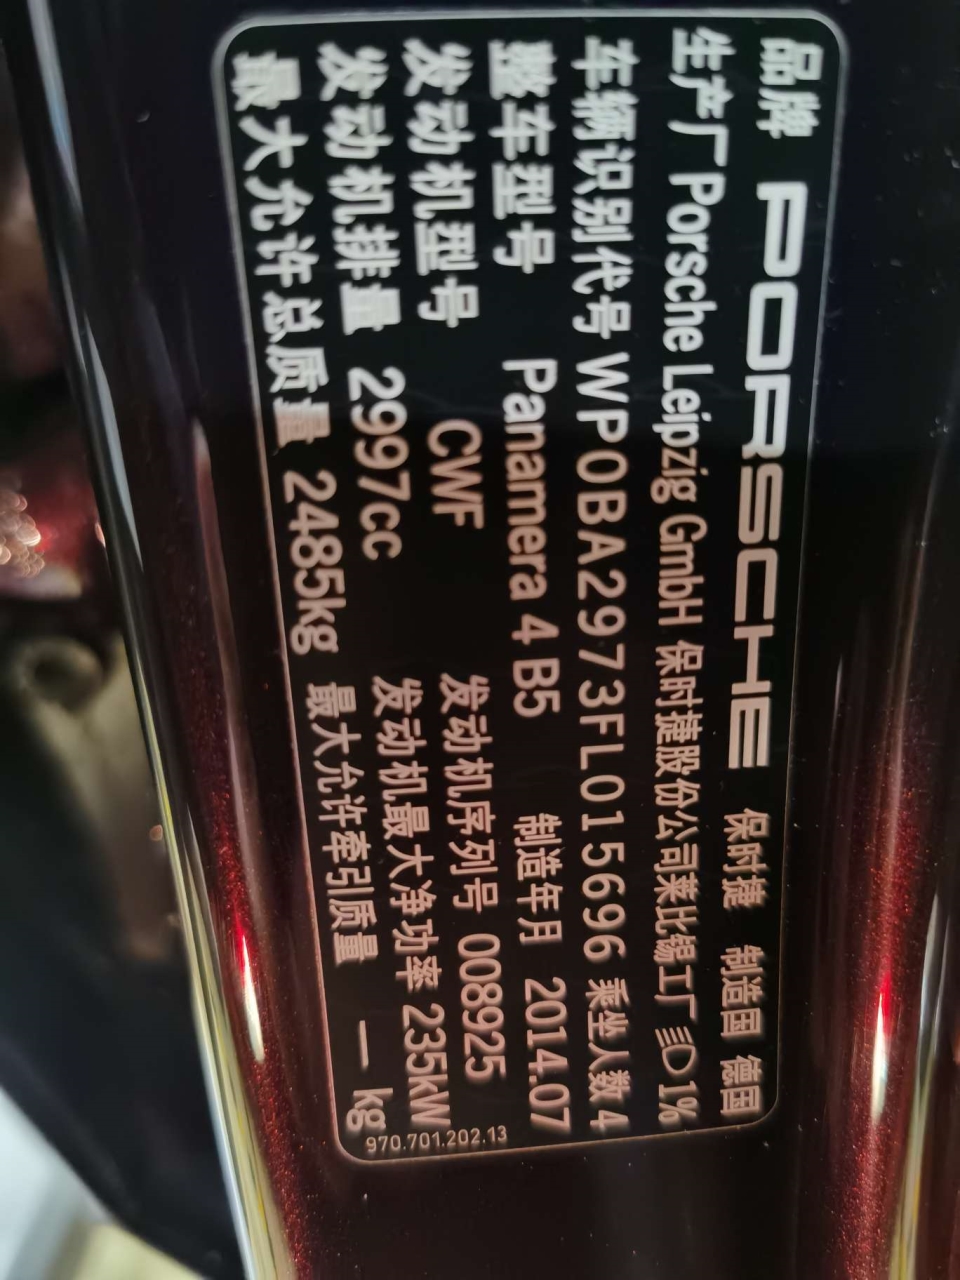 品牌 PORSCHE 保时捷 制造国 德国
生产厂 Porsche Leipzig GmbH 保时捷股份公司莱比锡工厂 1%
车辆识别代号 WP0BA2973FL015696 乘坐人数 4
整车型号 Panamera 4 B5 制造年月 2014.07
发动机型号 CWF 发动机序列号 008925
发动机排量 2997cc 发动机最大净功率 235kW
最大允许总质量 2485kg 最大允许牵引质量 — kg
970.701.202.13